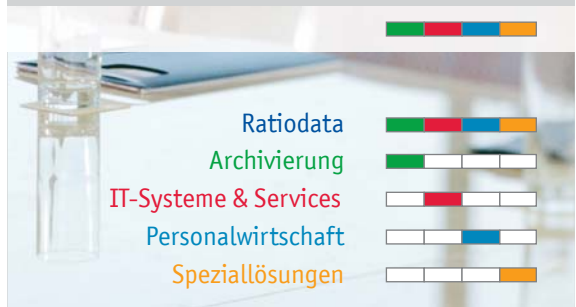 Ratiodata
Archivierung
IT-Systeme & Services
Personalwirtschaft
Speziallösungen